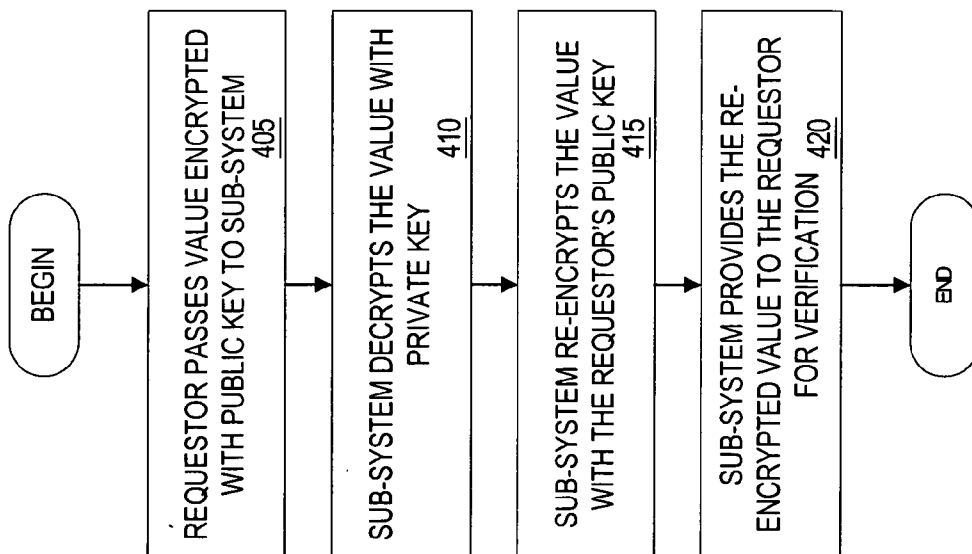 BEGIN
REQUESTOR PASSES VALUE ENCRYPTED
WITH PUBLIC KEY TO SUB-SYSTEM
405
SUB-SYSTEM DECRYPTS THE VALUE WITH
PRIVATE KEY
410
SUB-SYSTEM RE-ENCRYPTS THE VALUE
WITH THE REQUESTOR'S PUBLIC KEY
415
SUB-SYSTEM PROVIDES THE RE-
ENCRYPTED VALUE TO THE REQUESTOR
FOR VERIFICATION
420
END